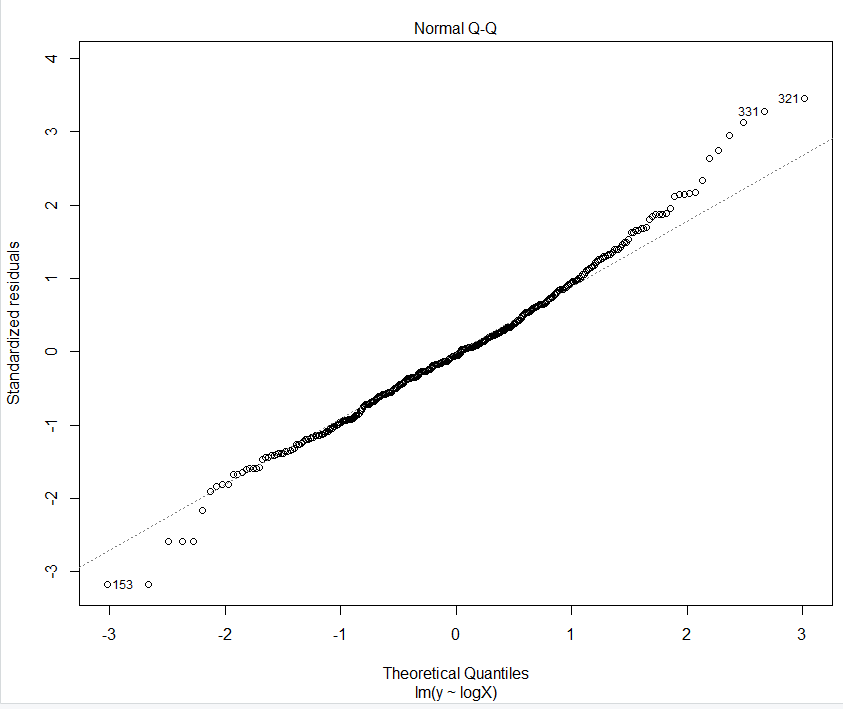 Normal Q-Q
4
3
2
1
0
-1
-2
-3
Standardized residuals
321
331
153
-3 -2 -1 0 1 2 3
Theoretical Quantiles
lm(y ~ logX)